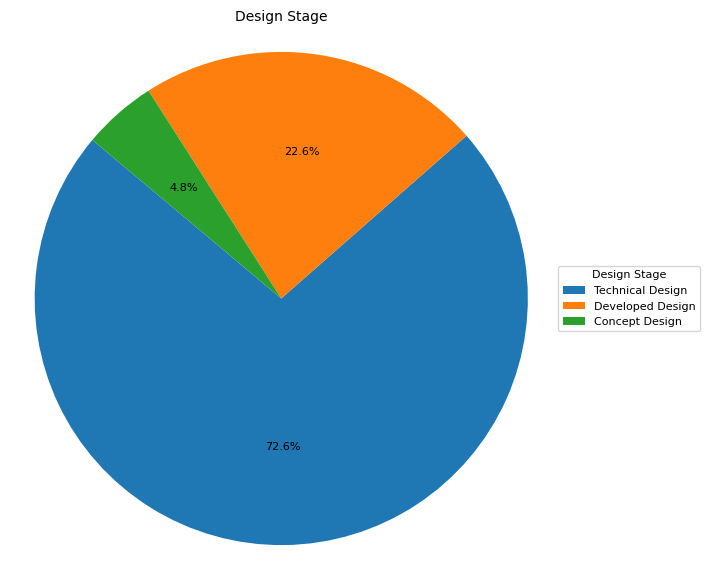 Design Stage
22.6%
4.8%
72.6%
Design Stage
Technical Design
Developed Design
Concept Design